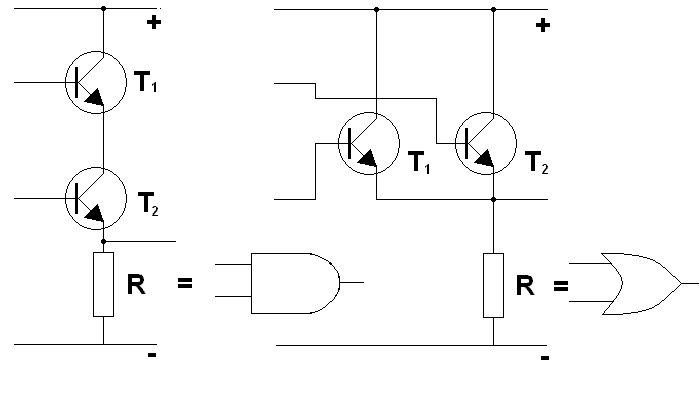 + +
T1
T1 T2
T2
R = R =
- -